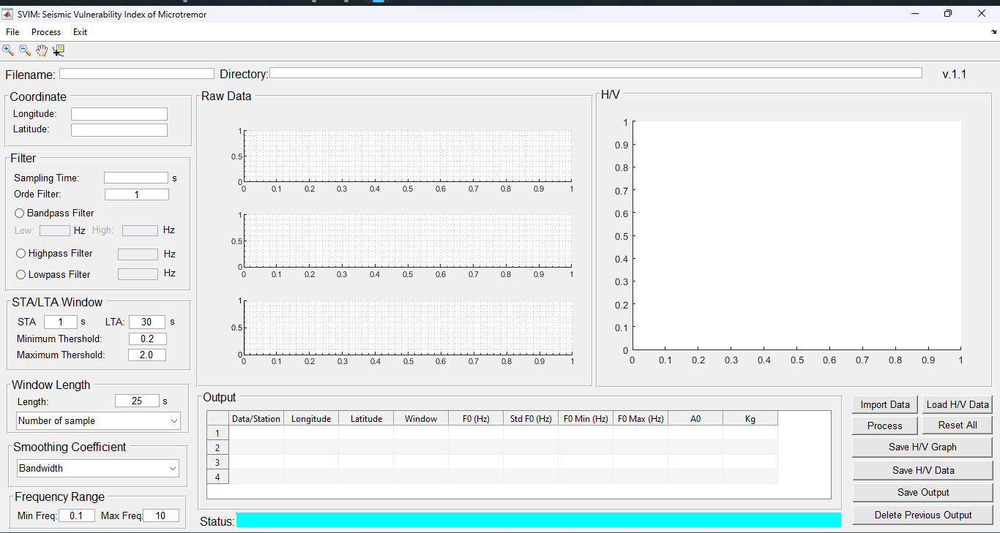 SVIM: Seismic Vulnerability Index of Microtremor
File Process Exit
Filename: Directory: v.1.1
Coordinate
Longitude:
Latitude:
Filter
Sampling Time: s
Orde Filter: 1
Bandpass Filter
Low: Hz High: Hz
Highpass Filter Hz
Lowpass Filter Hz
STA/LTA Window
STA 1 s LTA: 30 s
Minimum Thershold: 0.2
Maximum Thershold: 2.0
Window Length
Length: 25 s
Number of sample
Smoothing Coefficient
Bandwidth
Frequency Range
Min Freq: 0.1 Max Freq 10
Raw Data
1
0.5
0
0 0.1 0.2 0.3 0.4 0.5 0.6 0.7 0.8 0.9 1
1
0.5
0
0 0.1 0.2 0.3 0.4 0.5 0.6 0.7 0.8 0.9 1
1
0.5
0
0 0.1 0.2 0.3 0.4 0.5 0.6 0.7 0.8 0.9 1
H/V
1
0.9
0.8
0.7
0.6
0.5
0.4
0.3
0.2
0.1
0
0 0.1 0.2 0.3 0.4 0.5 0.6 0.7 0.8 0.9 1
Output
Data/Station Longitude Latitude Window F0 (Hz) Std F0 (Hz) F0 Min (Hz) F0 Max (Hz) A0 Kg
1
2
3
4
Status:
Import Data Load H/V Data
Process Reset All
Save H/V Graph
Save H/V Data
Save Output
Delete Previous Output